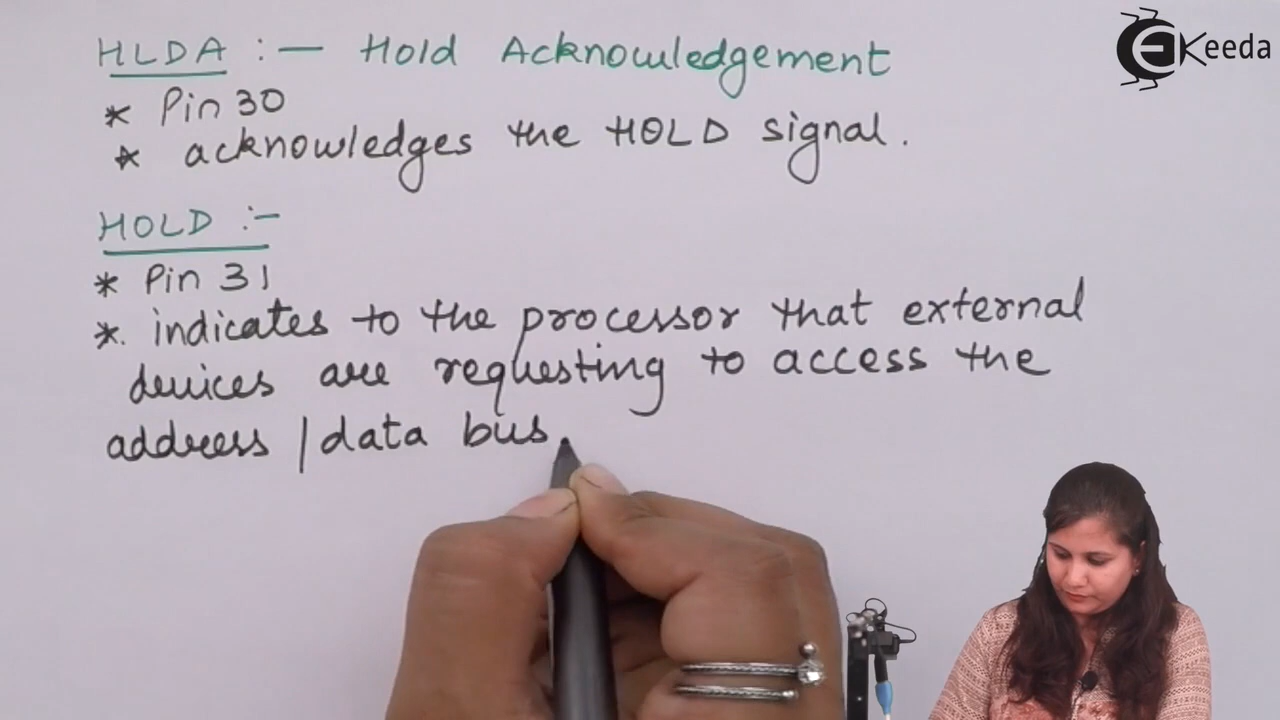 HLDA :- Hold Acknowledgement
* Pin 30
* acknowledges the HOLD signal.
HOLD :-
* Pin 31
*. indicates to the processor that external
devices are requesting to access the
address / data bus.
EKeeda